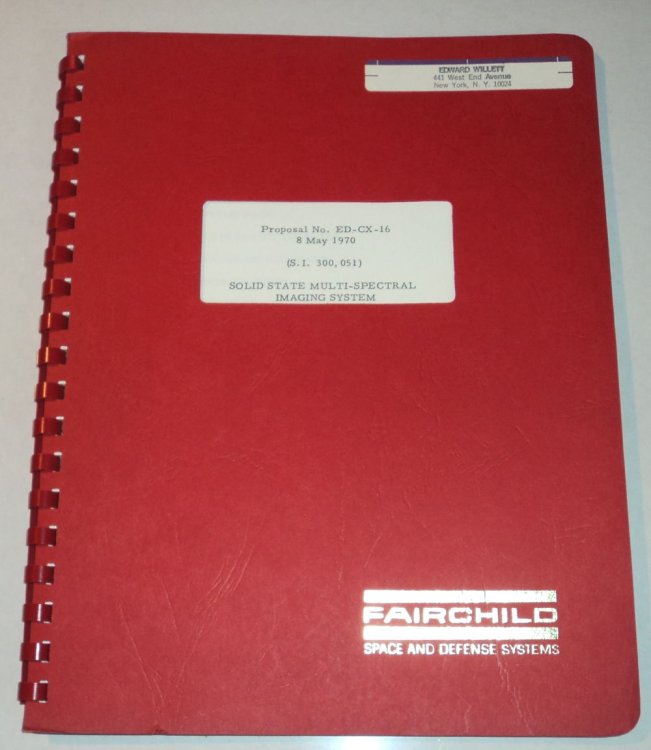 EDWARD WILLETT
441 West End Avenue
New York, N. Y. 10024
Proposal No. ED-CX-16
8 May 1970
(S.I. 300,051)
SOLID STATE MULTI-SPECTRAL
IMAGING SYSTEM
FAIRCHILD
SPACE AND DEFENSE SYSTEMS